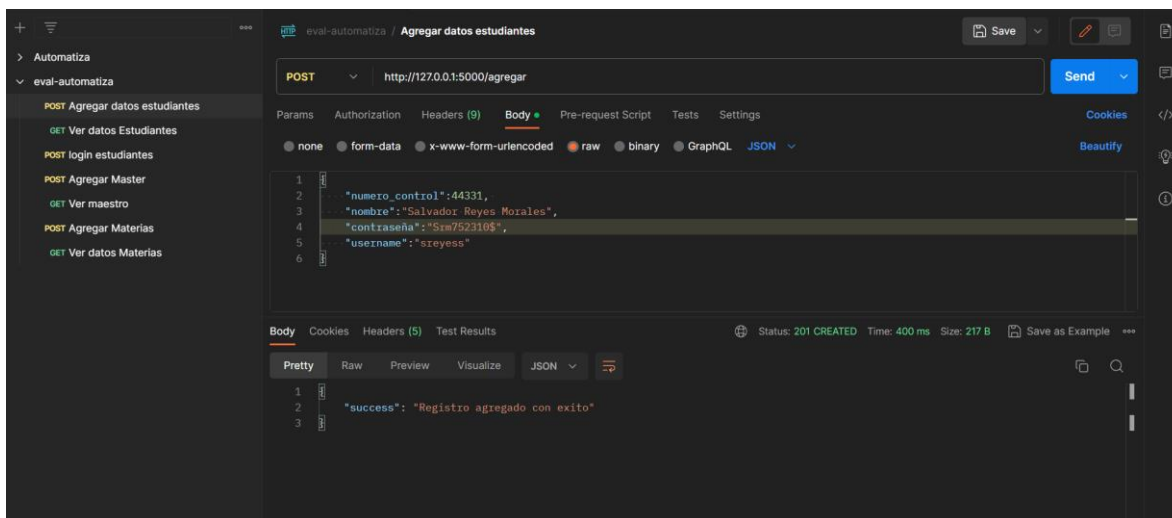 eval-automatiza / Agregar datos estudiantes
Save
Automatiza
eval-automatiza
POST Agregar datos estudiantes
GET Ver datos Estudiantes
POST login estudiantes
POST Agregar Master
GET Ver maestro
POST Agregar Materias
GET Ver datos Materias
HTTP
POST http://127.0.0.1:5000/agregar Send
Params Authorization Headers (9) Body Pre-request Script Tests Settings Cookies
none form-data x-www-form-urlencoded raw binary GraphQL JSON Beautify
1 {
2 "numero_control":44331,
3 "nombre":"Salvador Reyes Morales",
4 "contraseña":"Srm752310$",
5 "username":"sreyess"
6 }
Body Cookies Headers (5) Test Results Status: 201 CREATED Time: 400 ms Size: 217 B Save as Example
Pretty Raw Preview Visualize JSON
1 {
2 "success": "Registro agregado con exito"
3 }